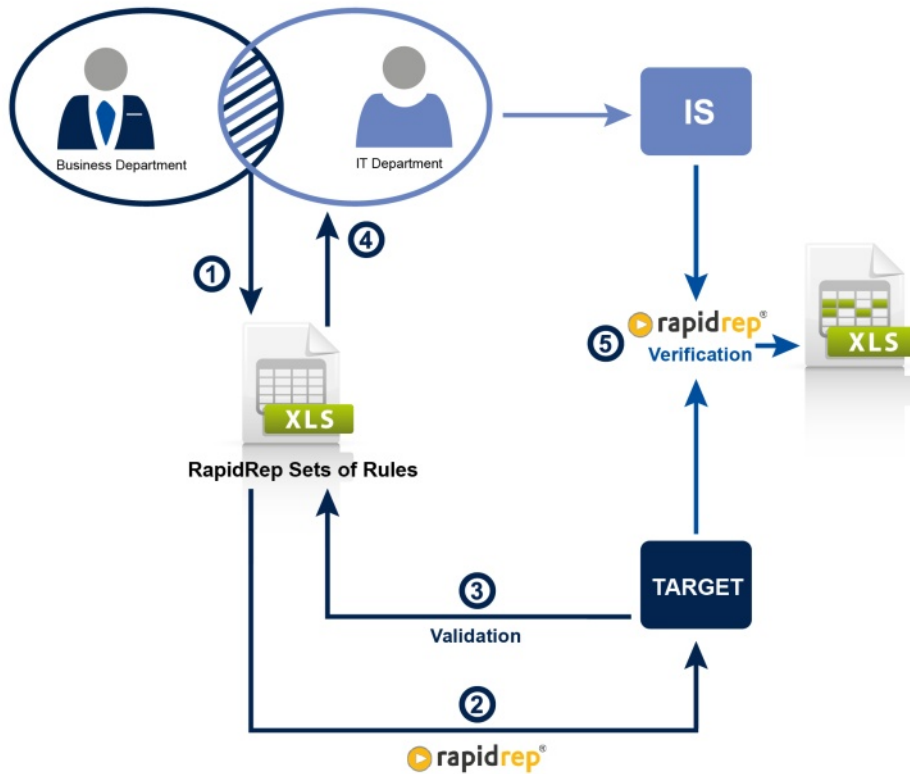 Business Department
IT Department
IS
1
4
XLS
RapidRep Sets of Rules
5
rapidrep®
Verification
XLS
TARGET
3
Validation
2
rapidrep®